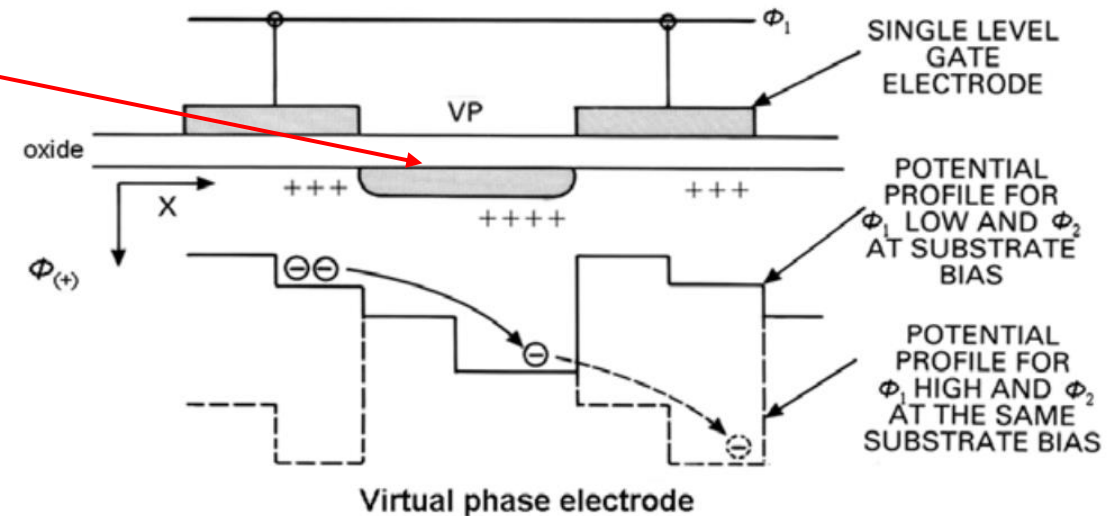 Φ₁
SINGLE LEVEL
GATE
ELECTRODE
VP
oxide
+++
+++
X
++++
Φ(+)
POTENTIAL
PROFILE FOR
Φ₁ LOW AND Φ₂
AT SUBSTRATE
BIAS
POTENTIAL
PROFILE FOR
Φ₁ HIGH AND Φ₂
AT THE SAME
SUBSTRATE BIAS
Virtual phase electrode